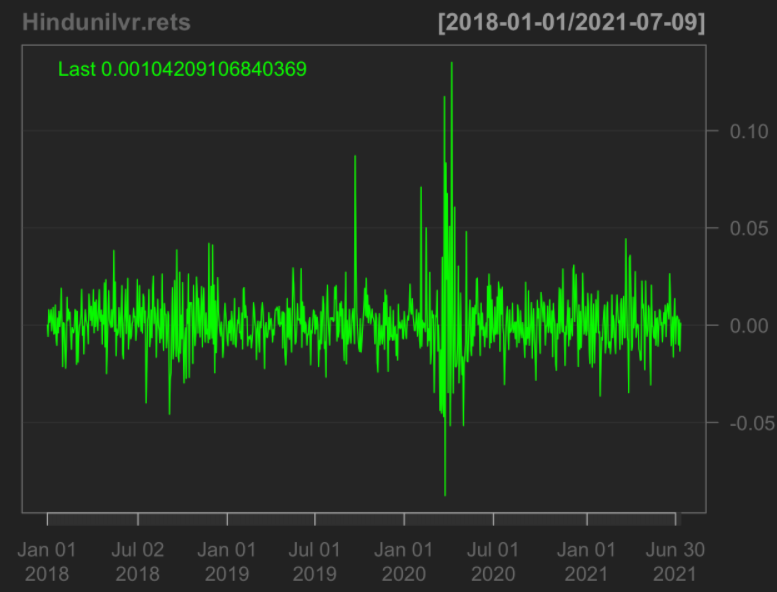 Hindunilvr.rets [2018-01-01/2021-07-09]
Last 0.00104209106840369
0.10
0.05
0.00
-0.05
Jan 01 Jul 02 Jan 01 Jul 01 Jan 01 Jul 01 Jan 01 Jun 30
2018 2018 2019 2019 2020 2020 2021 2021